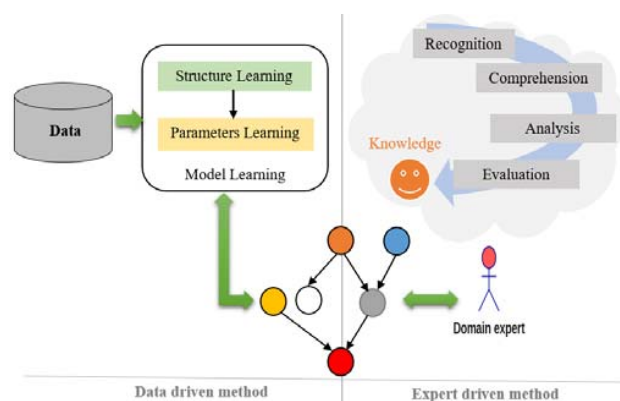 Data
Structure Learning
Parameters Learning
Model Learning
Recognition
Comprehension
Analysis
Evaluation
Knowledge
Domain expert
Data driven method
Expert driven method